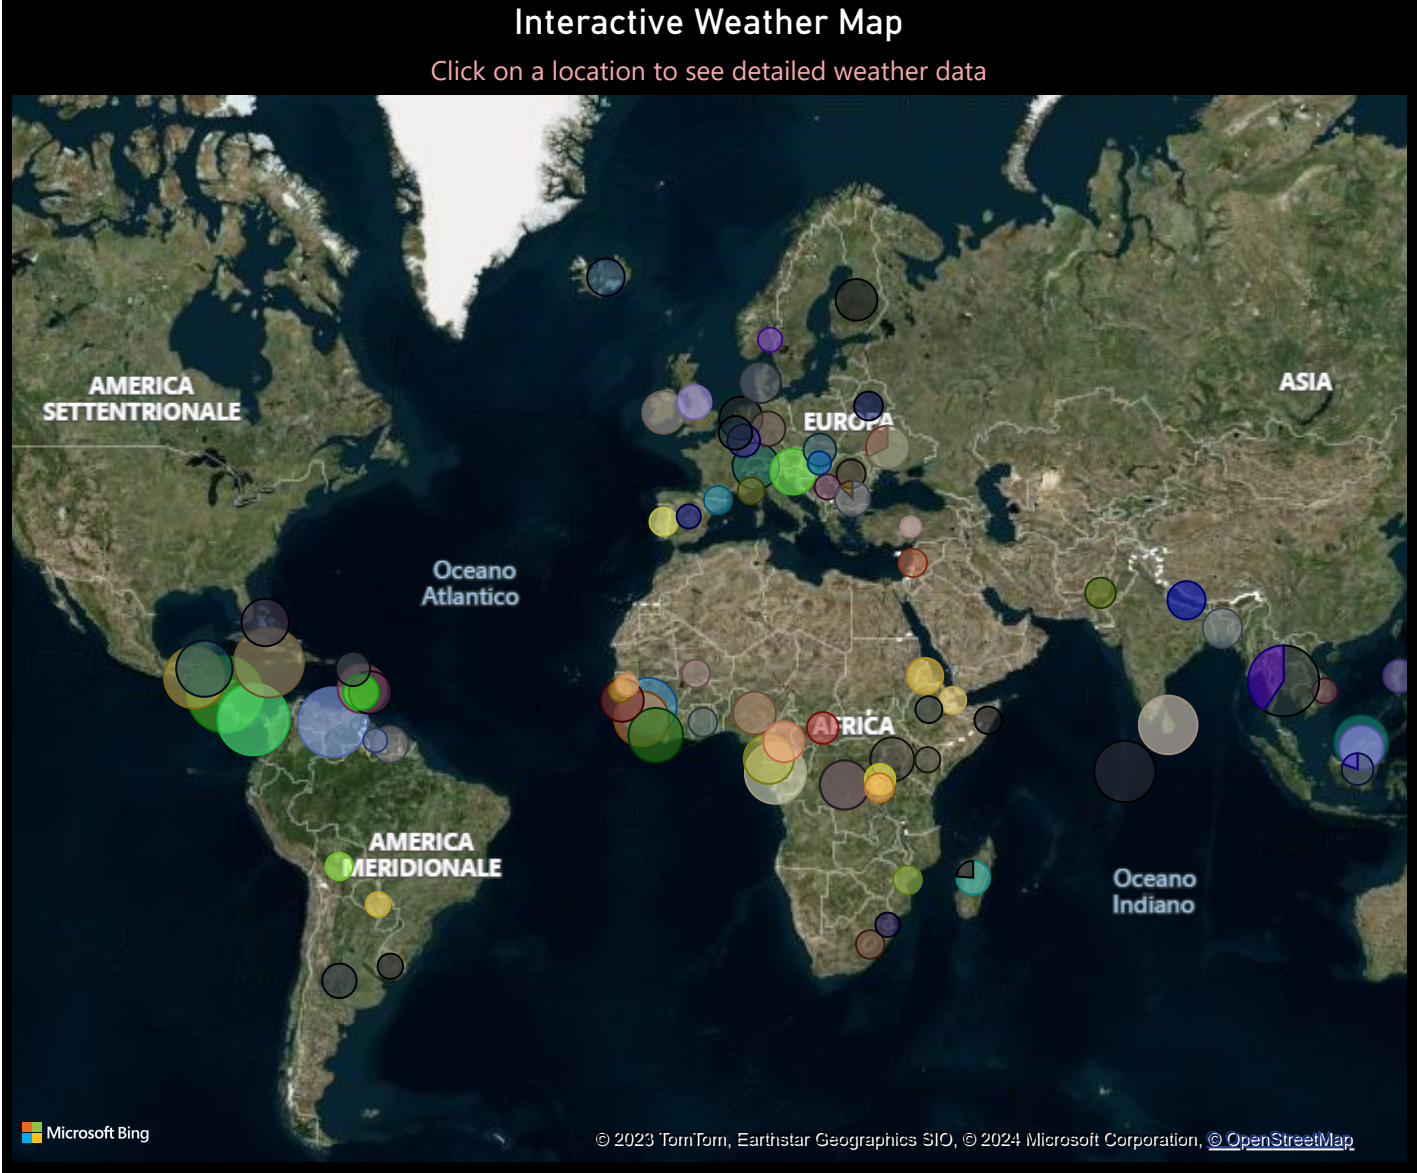 Interactive Weather Map
Click on a location to see detailed weather data
AMERICA
SETTENTRIONALE
EUROPA
ASIA
Oceano
Atlantico
AFRICA
AMERICA
MERIDIONALE
Oceano
Indiano
Microsoft Bing
© 2023 TomTom, Earthstar Geographics SIO, © 2024 Microsoft Corporation, © OpenStreetMap